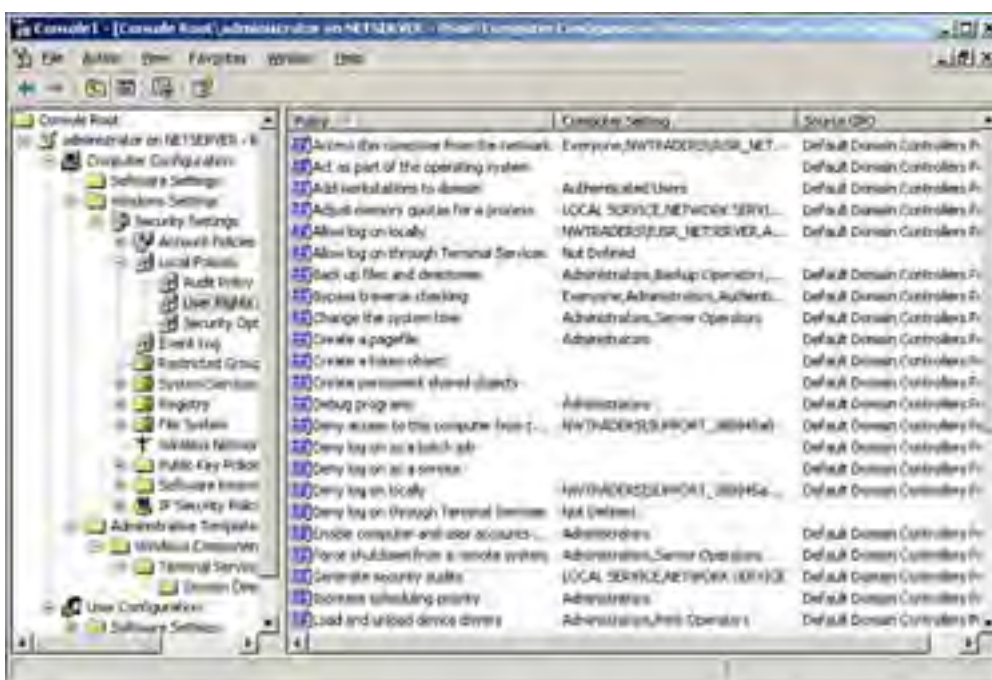 Console1 - [Console Root\administrator on NETSERVER -
File Action View Favorites Window Help
Console Root
administrator on NETSERVER - R
Computer Configuration
Software Settings
Windows Settings
Security Settings
Account Policies
Local Policies
Audit Policy
User Rights
Security Opt
Event Log
Restricted Group
System Services
Registry
File System
Wireless Networ
Public Key Policie
Software Restri
IP Security Polic
Administrative Template
Windows Componen
Terminal Service
Session Dire
User Configuration
Software Settings
Policy Computer Setting Source GPO
Access this computer from the network Everyone,NWTRADERS\IUSR_NET... Default Domain Controllers Po
Act as part of the operating system Default Domain Controllers Po
Add workstations to domain Authenticated Users Default Domain Controllers Po
Adjust memory quotas for a process LOCAL SERVICE,NETWORK SERVI... Default Domain Controllers Po
Allow log on locally NWTRADERS\IUSR_NETSERVER,A... Default Domain Controllers Po
Allow log on through Terminal Services Not Defined
Back up files and directories Administrators,Backup Operators,... Default Domain Controllers Po
Bypass traverse checking Everyone,Administrators,Authenti... Default Domain Controllers Po
Change the system time Administrators,Server Operators Default Domain Controllers Po
Create a pagefile Administrators Default Domain Controllers Po
Create a token object Default Domain Controllers Po
Create permanent shared objects Default Domain Controllers Po
Debug programs Administrators Default Domain Controllers Po
Deny access to this computer from t... NWTRADERS\SUPPORT_388945a0 Default Domain Controllers Po
Deny log on as a batch job Default Domain Controllers Po
Deny log on as a service Default Domain Controllers Po
Deny log on locally NWTRADERS\SUPPORT_388945a... Default Domain Controllers Po
Deny log on through Terminal Services Not Defined
Enable computer and user accounts ... Administrators Default Domain Controllers Po
Force shutdown from a remote system Administrators,Server Operators Default Domain Controllers Po
Generate security audits LOCAL SERVICE,NETWORK SERVICE Default Domain Controllers Po
Increase scheduling priority Administrators Default Domain Controllers Po
Load and unload device drivers Administrators,Print Operators Default Domain Controllers Po